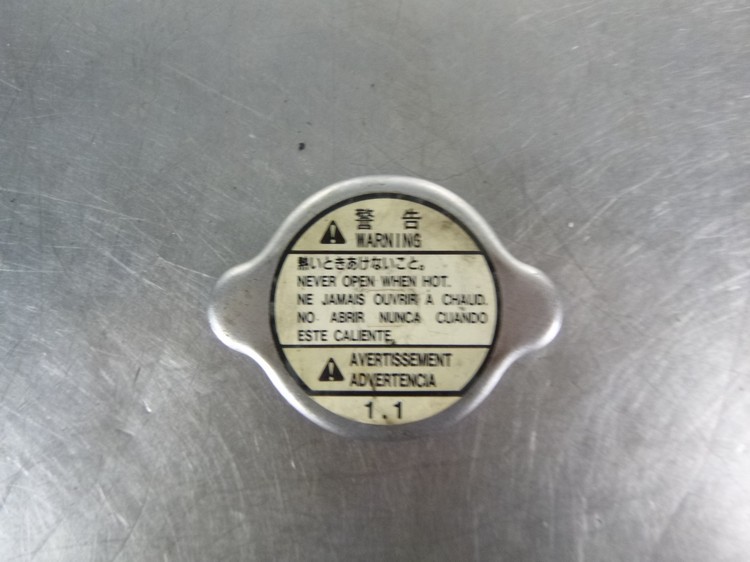 警告
WARNING
熱いときあけないこと。
NEVER OPEN WHEN HOT.
NE JAMAIS OUVRIR À CHAUD.
NO ABRIR NUNCA CUANDO
ESTE CALIENTE.
AVERTISSEMENT
ADVERTENCIA
1.1